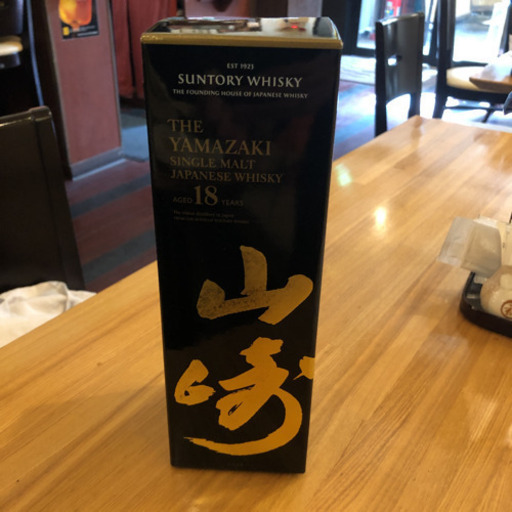 EST 1923
SUNTORY WHISKY
THE FOUNDING HOUSE OF JAPANESE WHISKY
THE
YAMAZAKI
SINGLE MALT
JAPANESE WHISKY
AGED 18 YEARS
山
崎